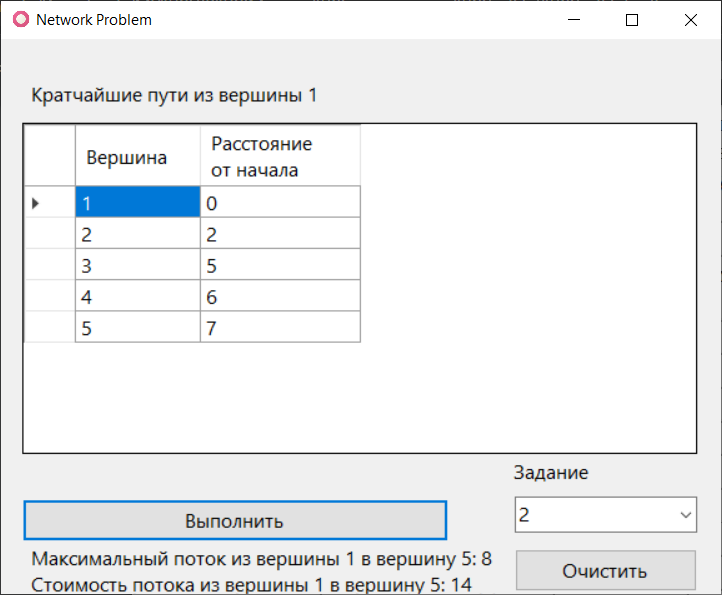 Network Problem
Кратчайшие пути из вершины 1
Вершина Расстояние от начала
1 0
2 2
3 5
4 6
5 7
Задание
2
Выполнить
Максимальный поток из вершины 1 в вершину 5: 8
Стоимость потока из вершины 1 в вершину 5: 14
Очистить